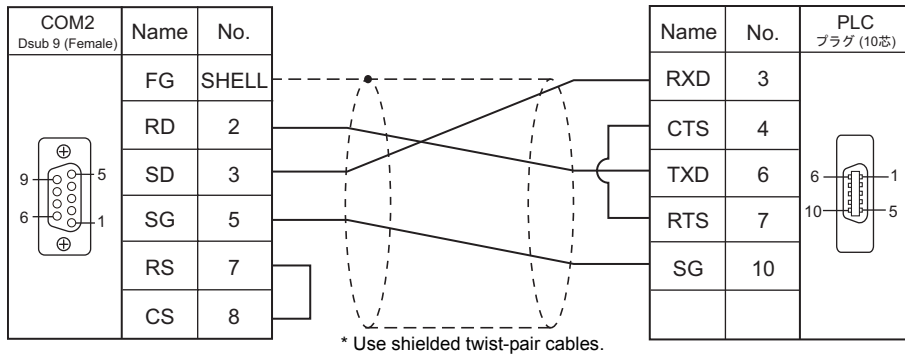 COM2
Dsub 9 (Female)
Name
No.
FG
SHELL
RD
2
SD
3
SG
5
RS
7
CS
8
9
5
6
1
Name
No.
PLC
プラグ (10芯)
RXD
3
CTS
4
TXD
6
RTS
7
SG
10
6
1
10
5
* Use shielded twist-pair cables.